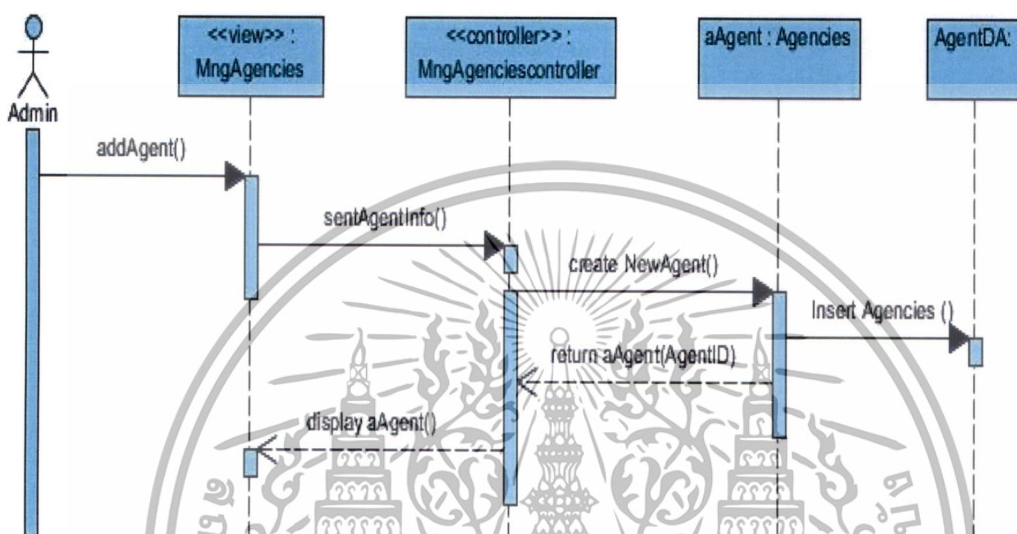 <<view>> :
MngAgencies
<<controller>> :
MngAgenciescontroller
aAgent : Agencies
AgentDA:
Admin
addAgent()
sentAgentInfo()
create NewAgent()
Insert Agencies ()
return aAgent(AgentID)
display aAgent()